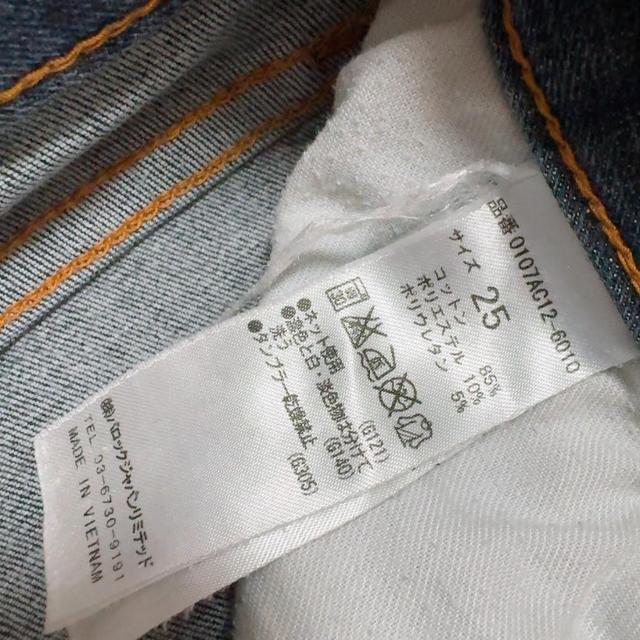 品番 0107AC12-6010
サイズ 25
コットン 85%
ポリエステル 10%
ポリウレタン 5%
●ネット使用 (G121)
●濃色と白・淡色物は分けて
洗う (G140)
●タンブラー乾燥禁止 (G305)
㈱バロックジャパンリミテッド
TEL.03-6730-9191
MADE IN VIETNAM